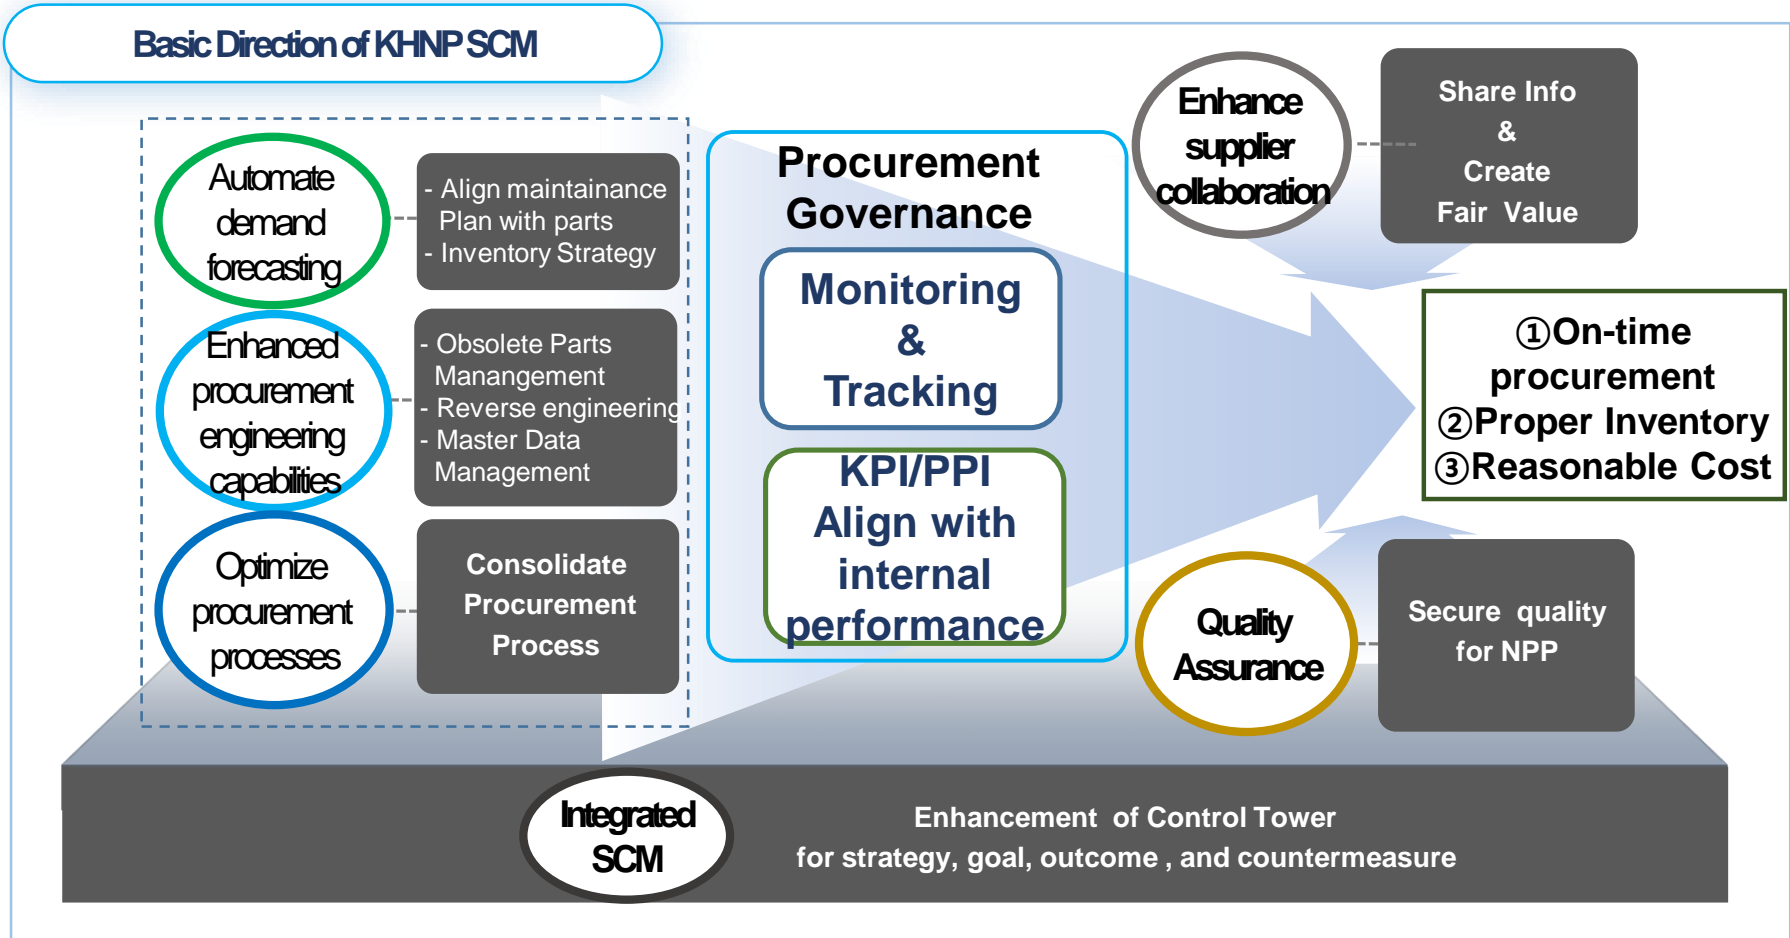 Basic Direction of KHNP SCM
Automate
demand
forecasting
- Align maintainance
Plan with parts
- Inventory Strategy
Enhanced
procurement
engineering
capabilities
- Obsolete Parts
Manangement
- Reverse engineering
- Master Data
Management
Optimize
procurement
processes
Consolidate
Procurement
Process
Procurement
Governance
Monitoring
&
Tracking
KPI/PPI
Align with
internal
performance
Enhance
supplier
collaboration
Share Info
&
Create
Fair Value
①On-time
procurement
②Proper Inventory
③Reasonable Cost
Quality
Assurance
Secure quality
for NPP
Integrated
SCM
Enhancement of Control Tower
for strategy, goal, outcome , and countermeasure